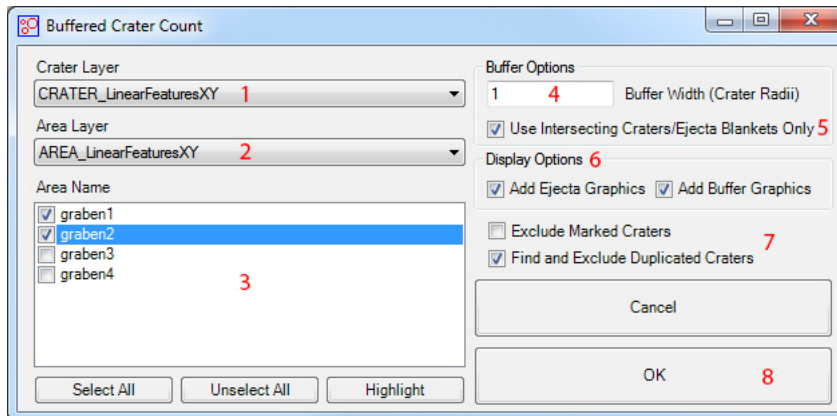 Buffered Crater Count
Crater Layer
CRATER_LinearFeaturesXY 1
Area Layer
AREA_LinearFeaturesXY 2
Area Name
graben1
graben2
graben3
graben4
3
Select All Unselect All Highlight
Buffer Options
1 4 Buffer Width (Crater Radii)
Use Intersecting Craters/Ejecta Blankets Only 5
Display Options 6
Add Ejecta Graphics Add Buffer Graphics
Exclude Marked Craters
7
Find and Exclude Duplicated Craters
Cancel
OK 8